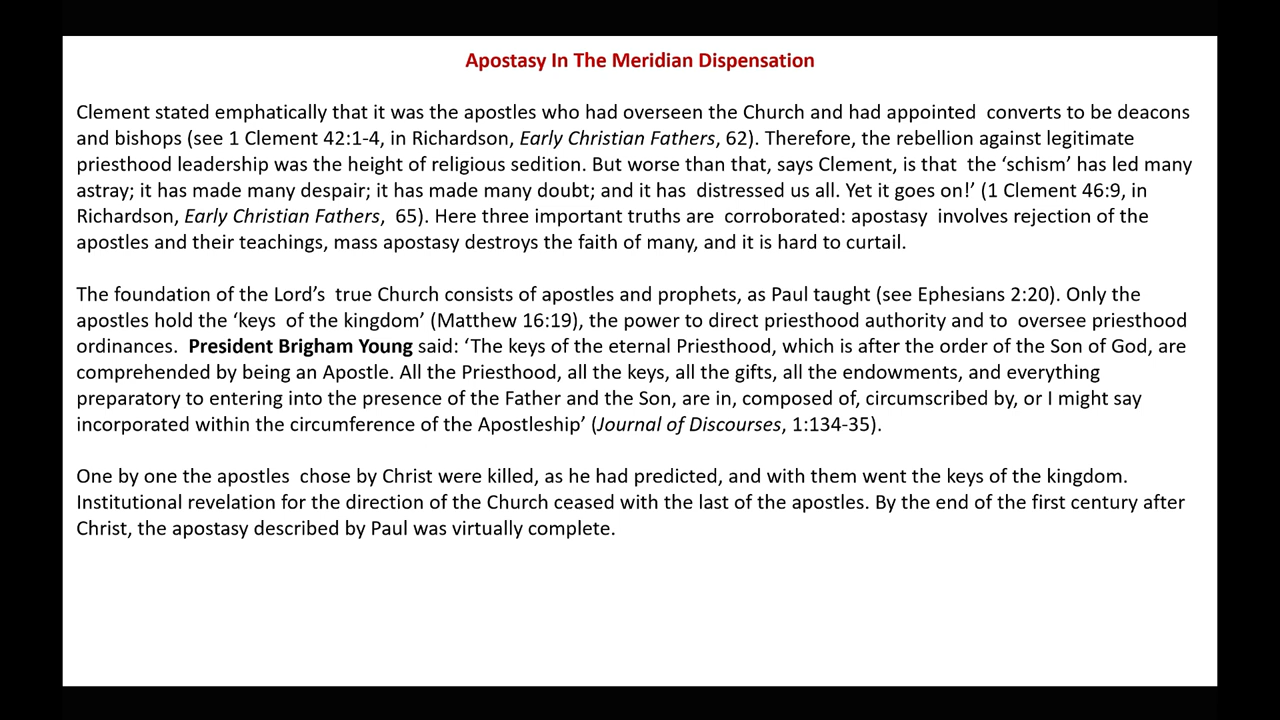 Apostasy In The Meridian Dispensation
Clement stated emphatically that it was the apostles who had overseen the Church and had appointed  converts to be deacons
and bishops (see 1 Clement 42:1-4, in Richardson, Early Christian Fathers, 62). Therefore, the rebellion against legitimate
priesthood leadership was the height of religious sedition. But worse than that, says Clement, is that  the ‘schism’ has led many
astray; it has made many despair; it has made many doubt; and it has  distressed us all. Yet it goes on!’ (1 Clement 46:9, in
Richardson, Early Christian Fathers,  65). Here three important truths are  corroborated: apostasy  involves rejection of the
apostles and their teachings, mass apostasy destroys the faith of many, and it is hard to curtail.
The foundation of the Lord’s  true Church consists of apostles and prophets, as Paul taught (see Ephesians 2:20). Only the
apostles hold the ‘keys  of the kingdom’ (Matthew 16:19), the power to direct priesthood authority and to  oversee priesthood
ordinances.  President Brigham Young said: ‘The keys of the eternal Priesthood, which is after the order of the Son of God, are
comprehended by being an Apostle. All the Priesthood, all the keys, all the gifts, all the endowments, and everything
preparatory to entering into the presence of the Father and the Son, are in, composed of, circumscribed by, or I might say
incorporated within the circumference of the Apostleship’ (Journal of Discourses, 1:134-35).
One by one the apostles  chose by Christ were killed, as he had predicted, and with them went the keys of the kingdom.
Institutional revelation for the direction of the Church ceased with the last of the apostles. By the end of the first century after
Christ, the apostasy described by Paul was virtually complete.